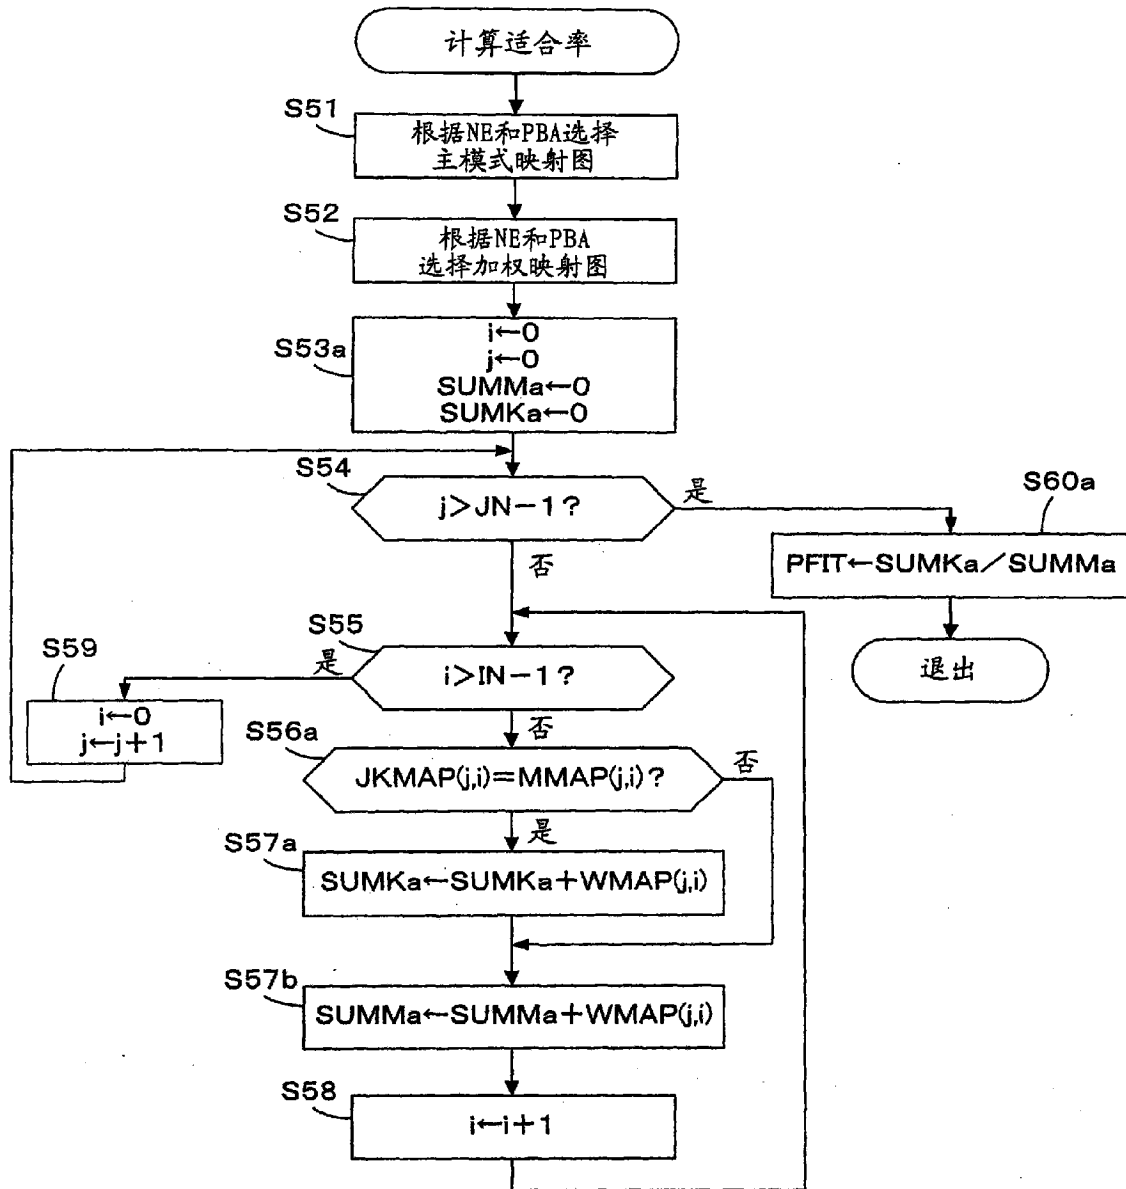 计算适合率
S51
根据NE和PBA选择
主模式映射图
S52
根据NE和PBA
选择加权映射图
S53a
i←0
j←0
SUMMa←0
SUMKa←0
S54
j>JN-1?
是
否
S60a
PFIT←SUMKa/SUMMa
退出
S55
i>IN-1?
是
否
S59
i←0
j←j+1
S56a
JKMAP(j,i)=MMAP(j,i)?
否
是
S57a
SUMKa←SUMKa+WMAP(j,i)
S57b
SUMMa←SUMMa+WMAP(j,i)
S58
i←i+1